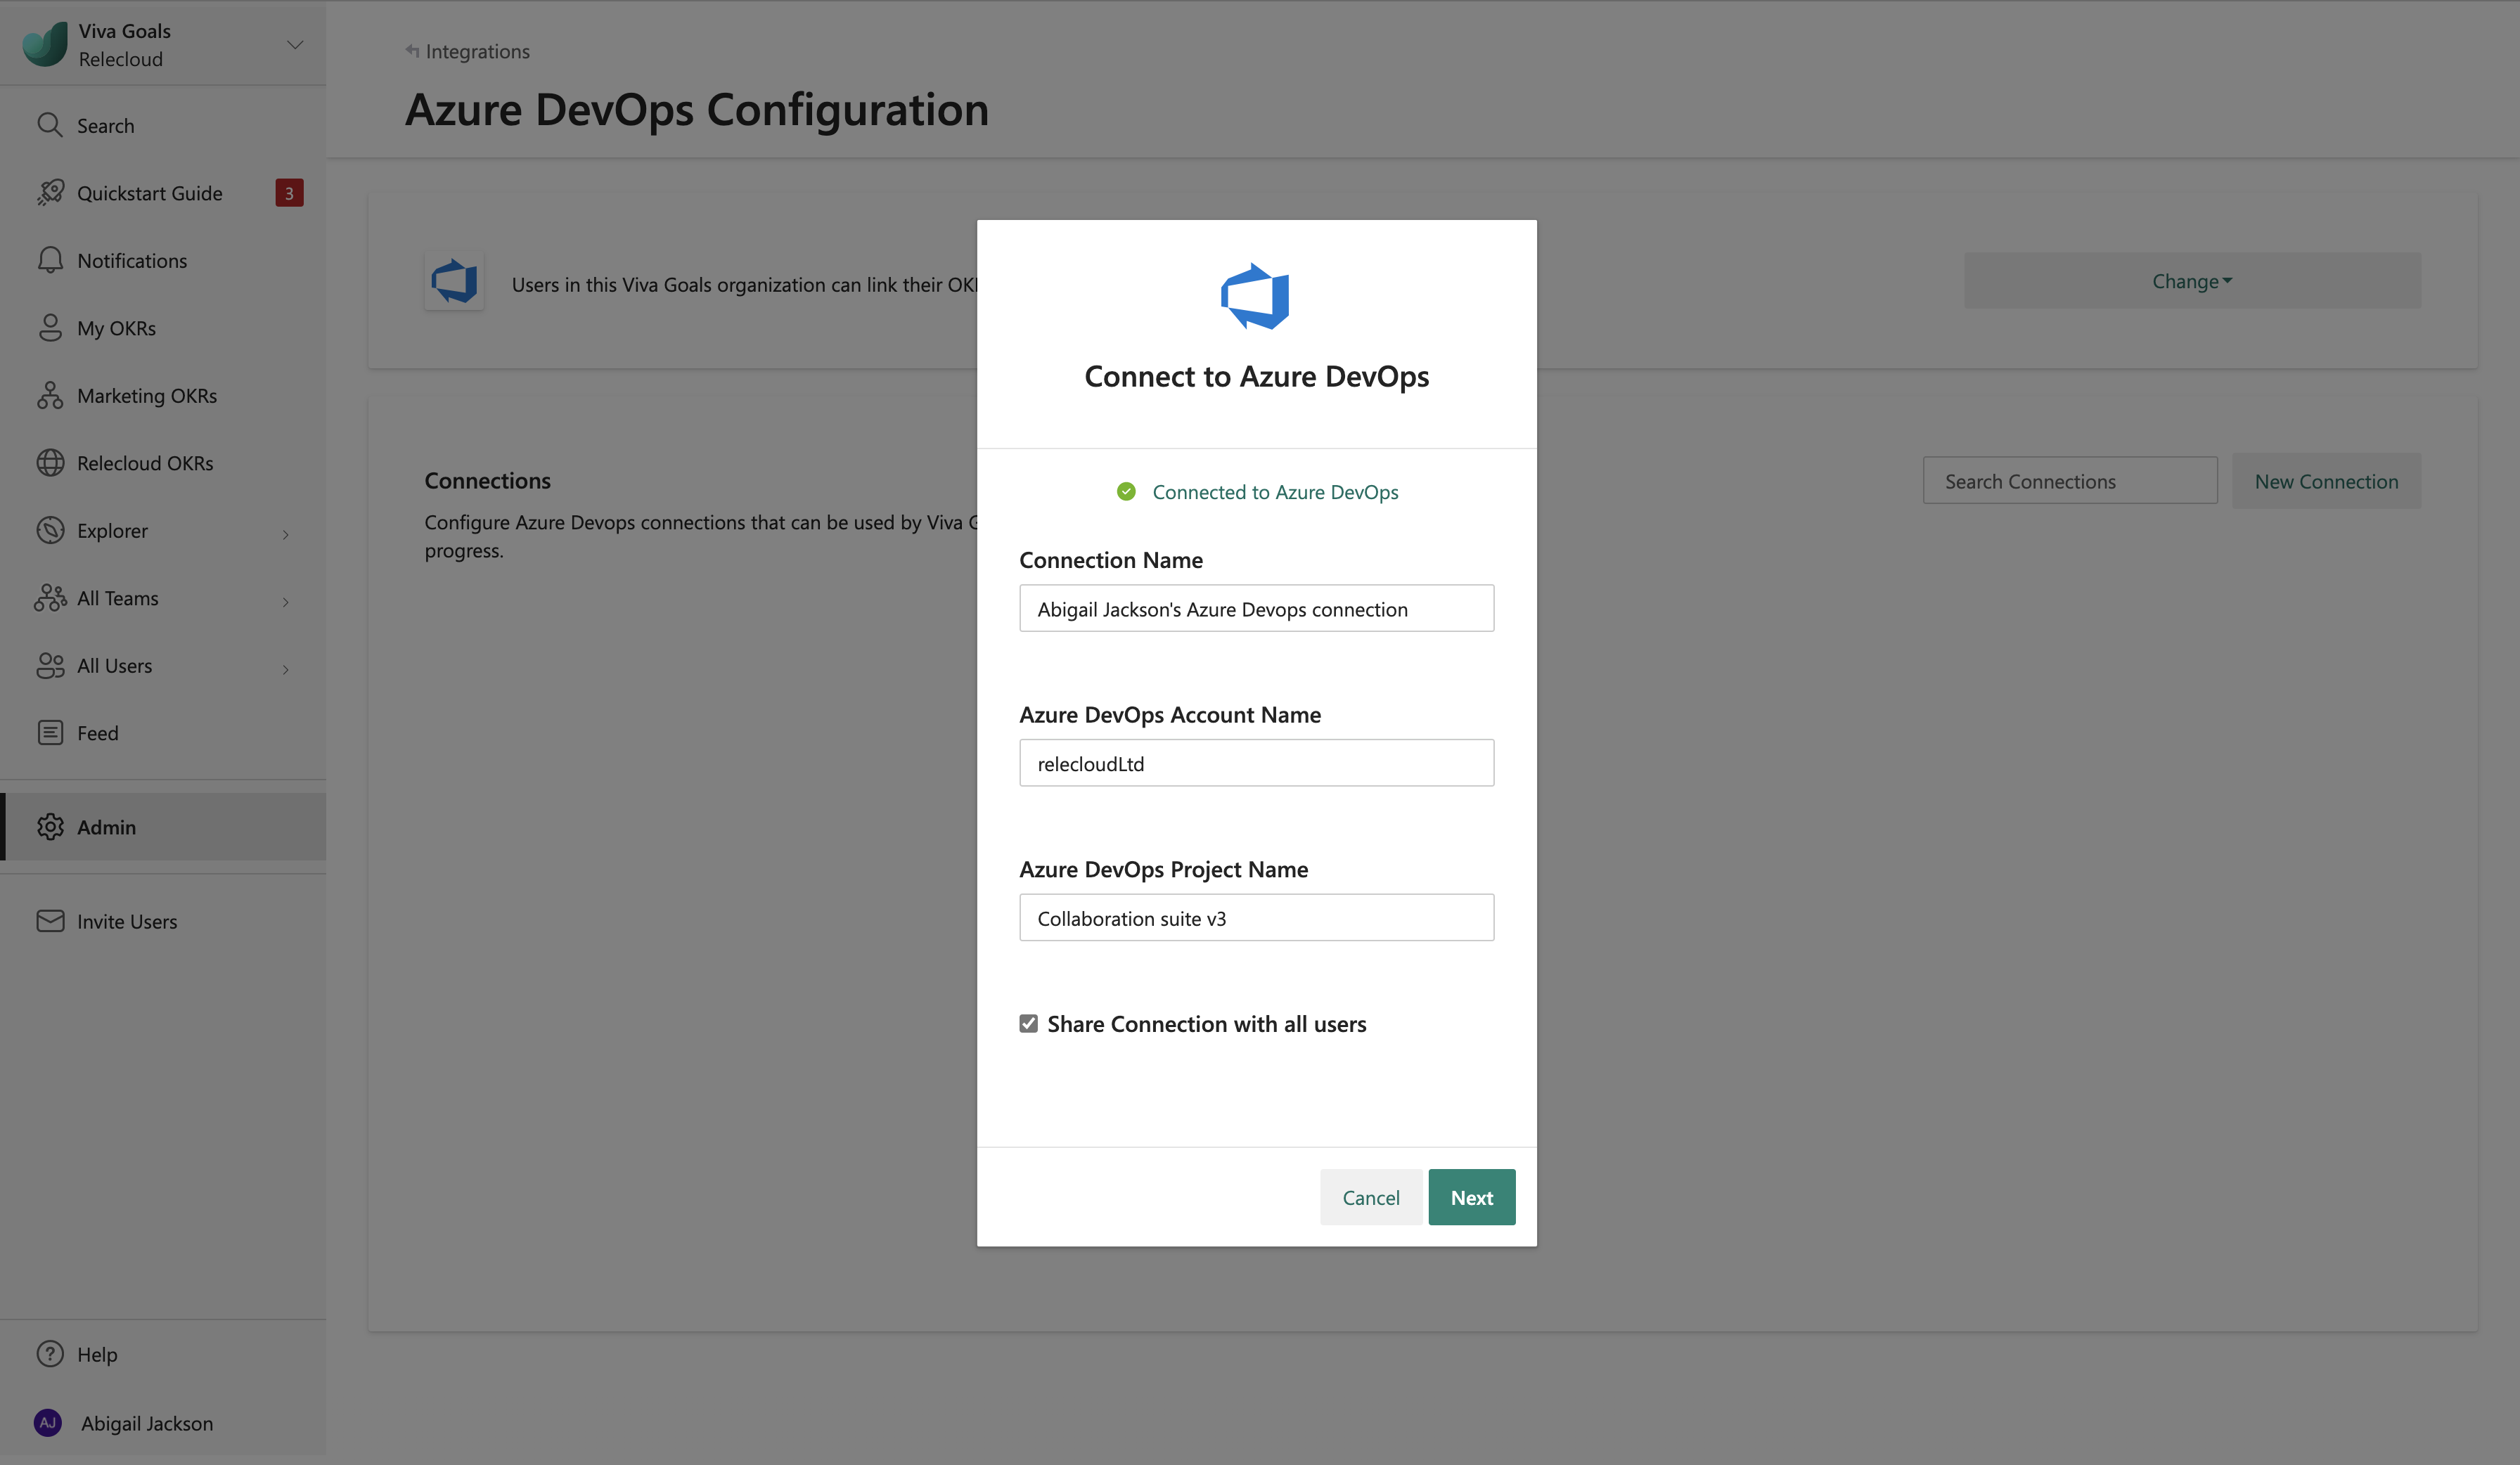 Viva Goals
Relecloud
Search
Quickstart Guide
3
Notifications
My OKRs
Marketing OKRs
Relecloud OKRs
Explorer
All Teams
All Users
Feed
Admin
Invite Users
Help
AJ
Abigail Jackson
Integrations
Azure DevOps Configuration
Users in this Viva Goals organization can link their
Change
Connections
Configure Azure Devops connections that can be used by Viva
progress.
Search Connections
New Connection
Connect to Azure DevOps
Connected to Azure DevOps
Connection Name
Abigail Jackson's Azure Devops connection
Azure DevOps Account Name
relecloudLtd
Azure DevOps Project Name
Collaboration suite v3
Share Connection with all users
Cancel
Next